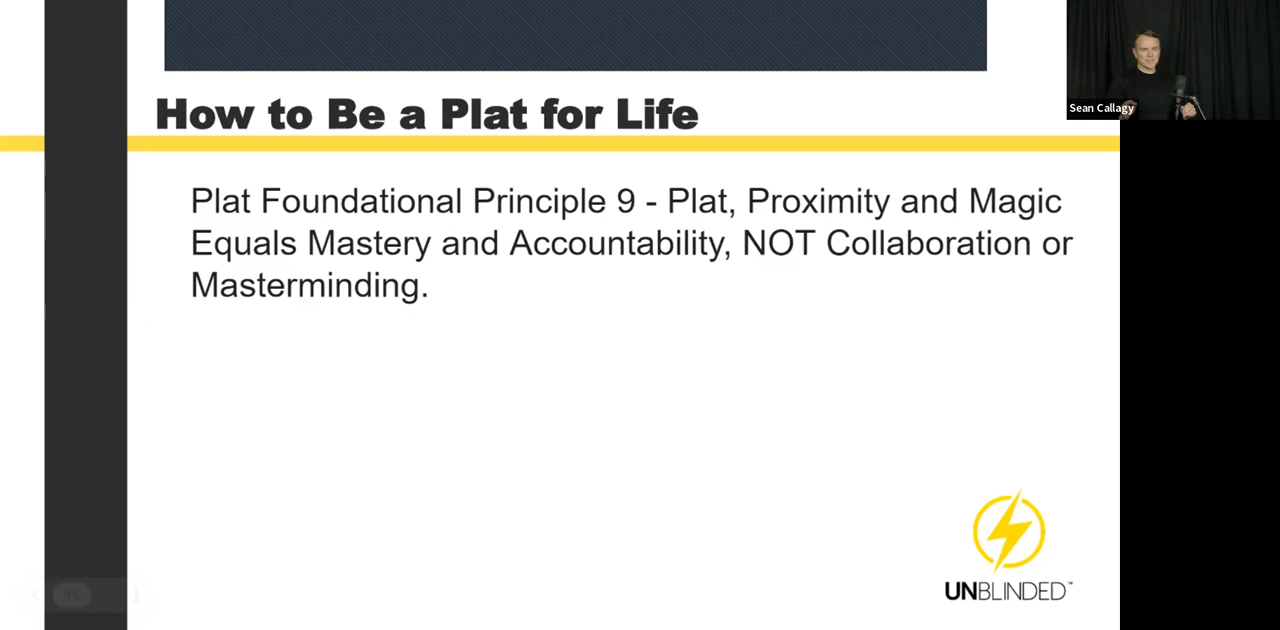 How to Be a Plat for Life
Sean Callagy
Plat Foundational Principle 9 - Plat, Proximity and Magic
Equals Mastery and Accountability, NOT Collaboration or
Masterminding.
UNBLINDED™